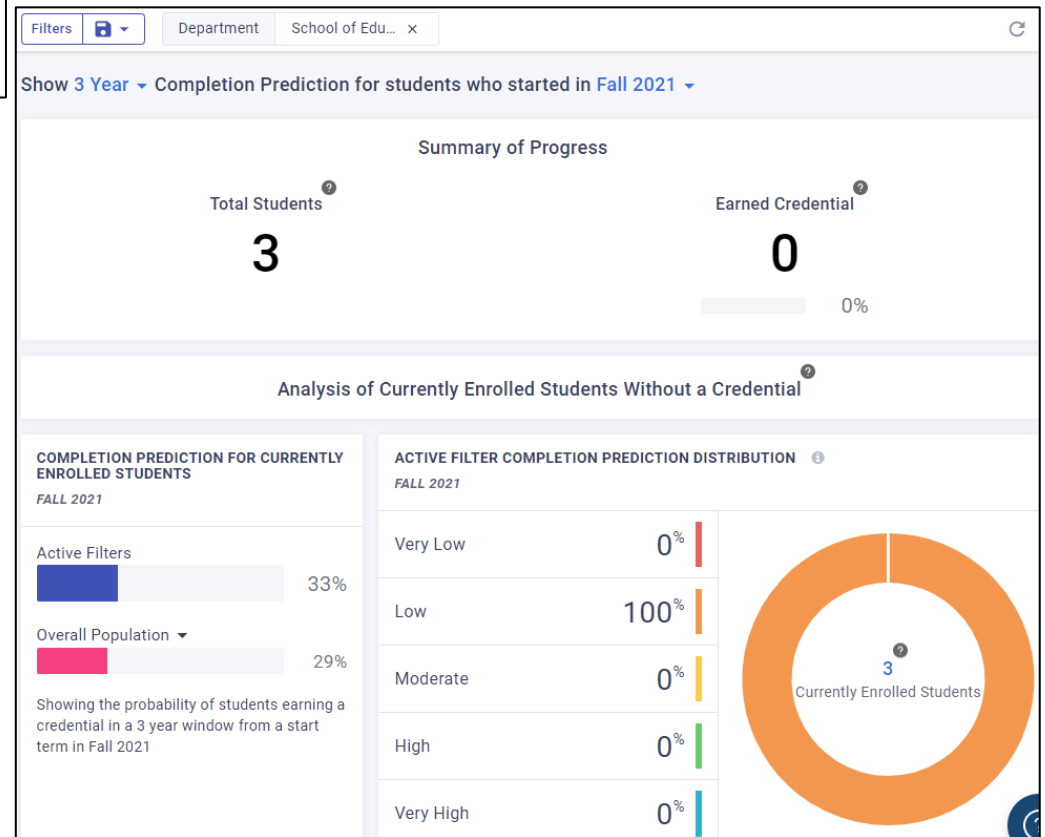 Filters
Department School of Edu... ×
Show 3 Year Completion Prediction for students who started in Fall 2021
Summary of Progress
Total Students ?
3
Earned Credential ?
0
0%
Analysis of Currently Enrolled Students Without a Credential ?
COMPLETION PREDICTION FOR CURRENTLY
ENROLLED STUDENTS
FALL 2021
Active Filters
33%
Overall Population
29%
Showing the probability of students earning a
credential in a 3 year window from a start
term in Fall 2021
ACTIVE FILTER COMPLETION PREDICTION DISTRIBUTION i
FALL 2021
Very Low 0%
Low 100%
Moderate 0%
High 0%
Very High 0%
?
3
Currently Enrolled Students